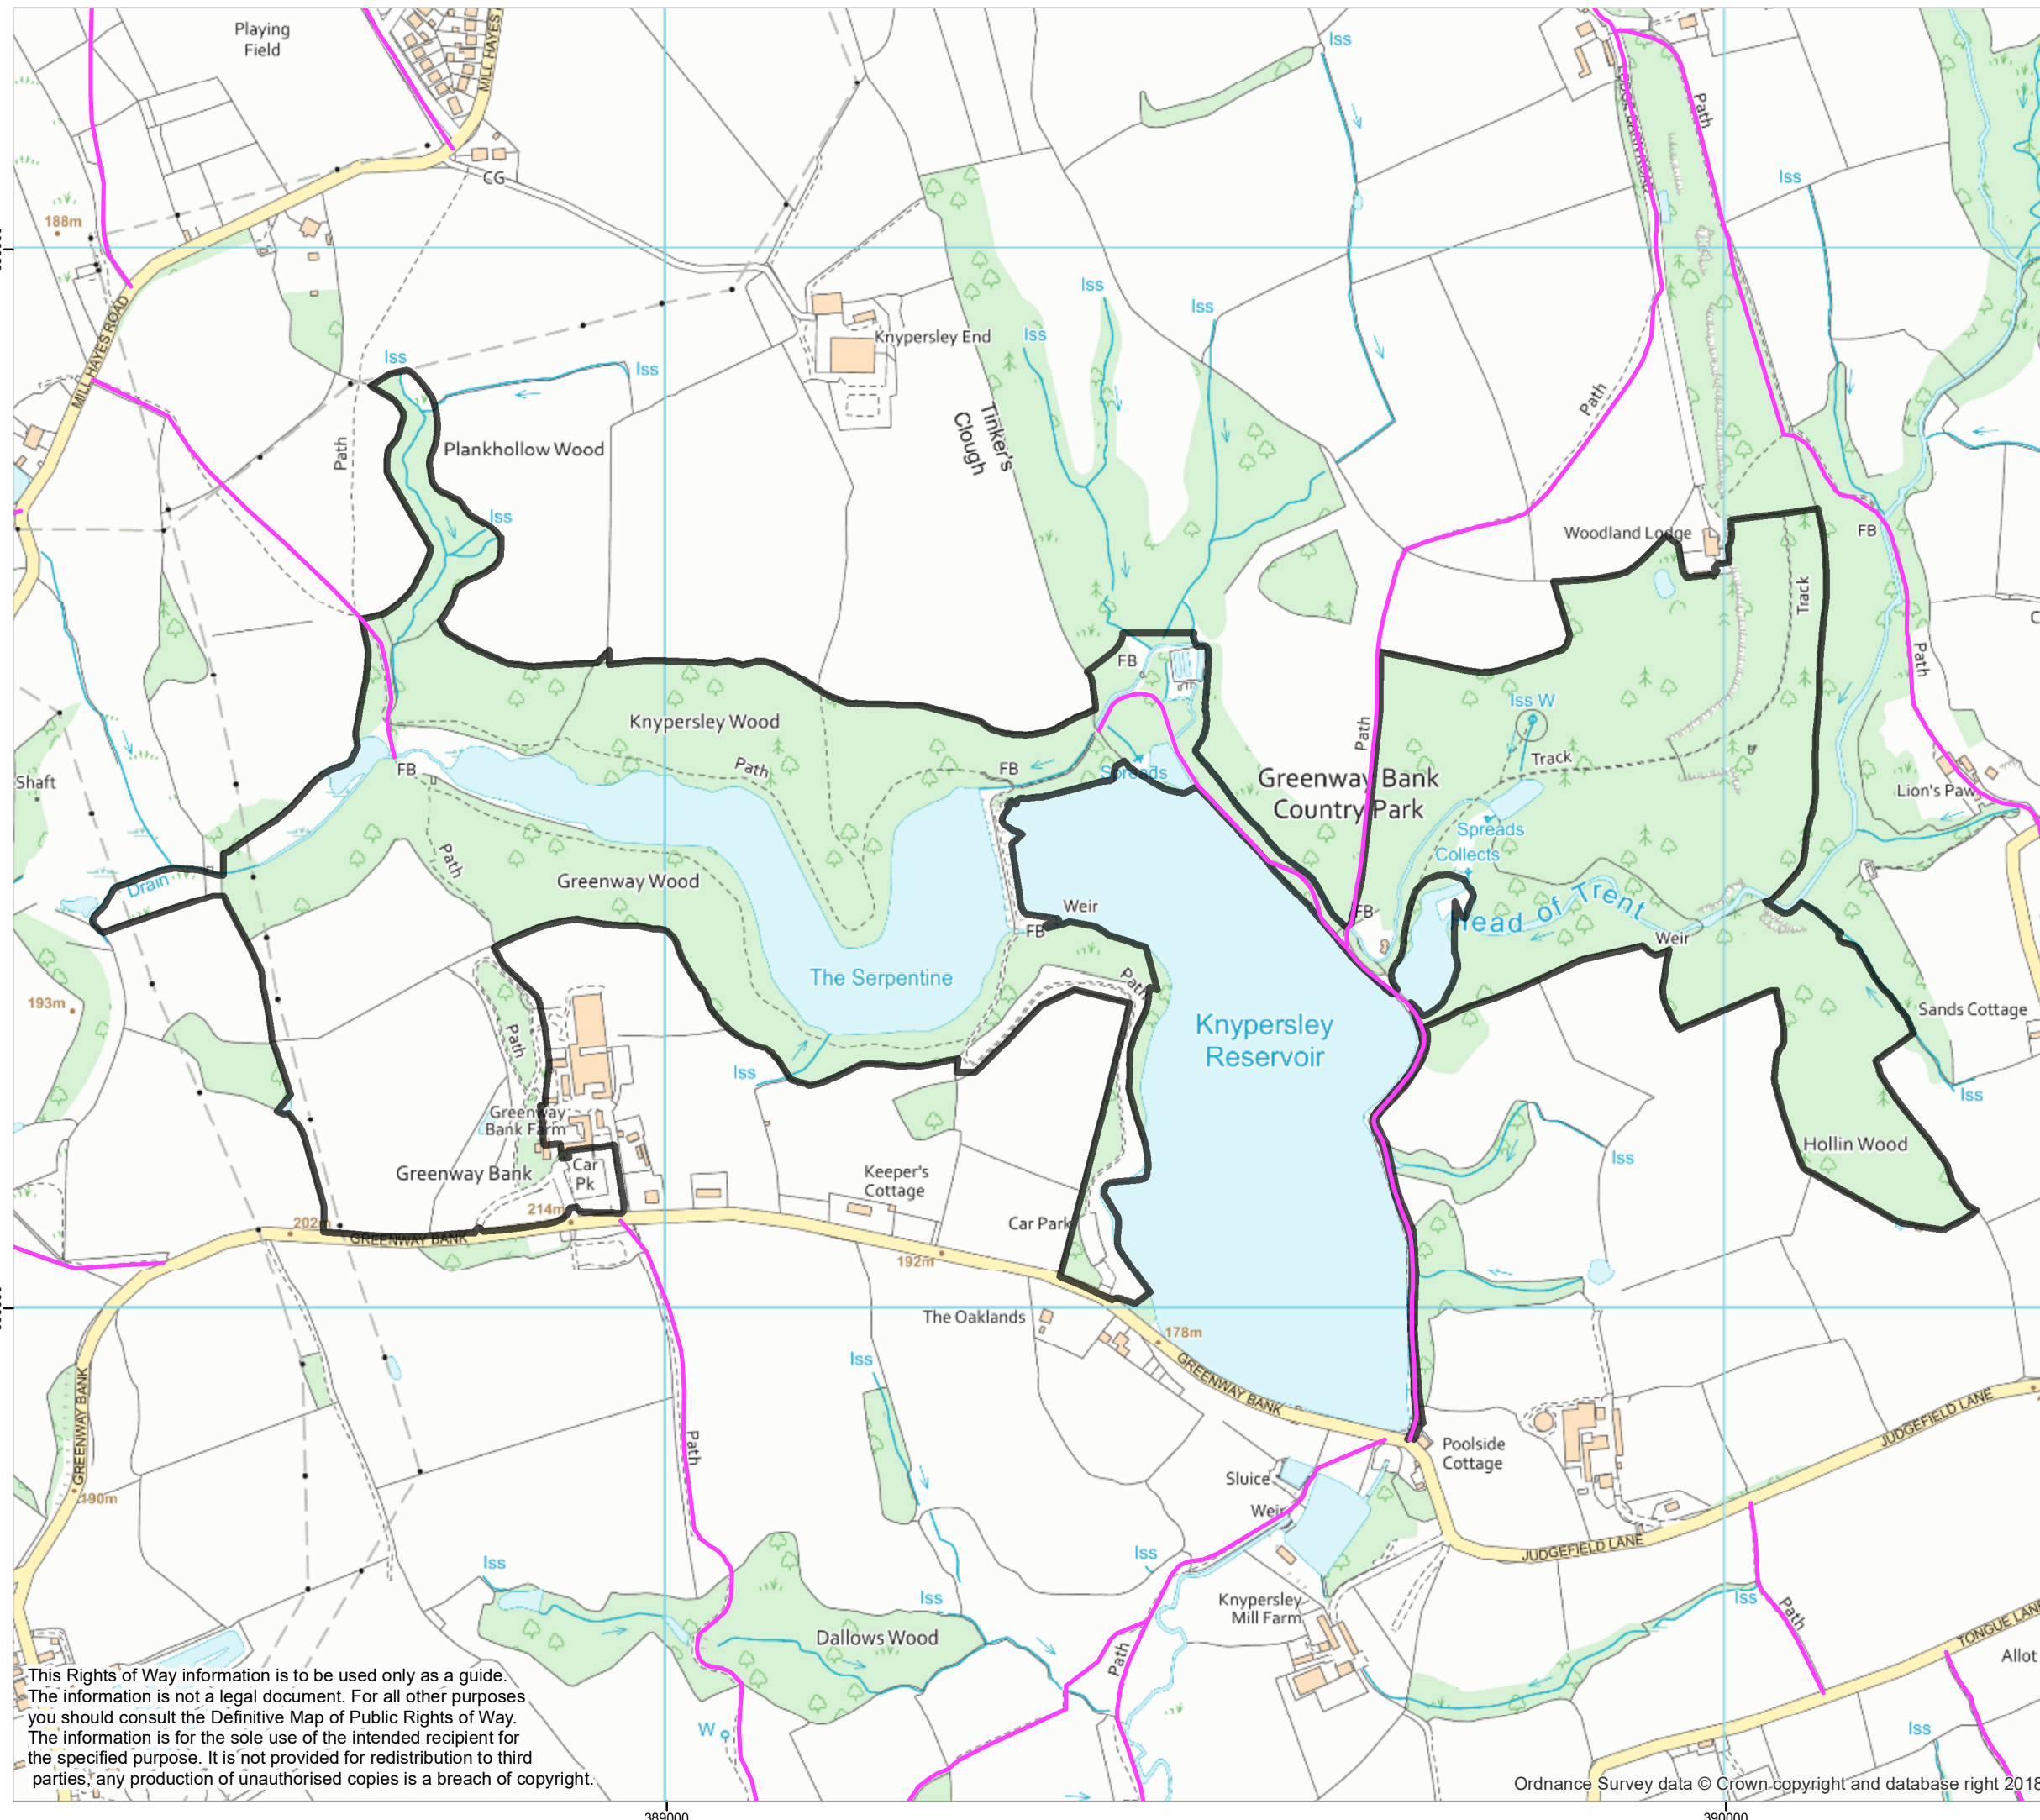 Playing
Field
MILL HAYES
Iss
Path
LODGE BARN ROAD
Iss
CG
188m
Iss
Iss
Iss
MILL HAYES ROAD
Iss
Iss
Knypersley End
Path
Path
Plankhollow Wood
Tinker's
Clough
Iss
Woodland Lodge
FB
Track
FB
Path
Knypersley Wood
Iss W
Path
Path
FB
FB
Spreads
Track
Shaft
Greenway Bank
Country Park
Lion's Paw
Spreads
Collects
Path
Drain
Greenway Wood
Weir
FB
Head of Trent
FB
Weir
The Serpentine
Path
193m
Path
Knypersley
Reservoir
Sands Cottage
Iss
Iss
Greenway
Bank Farm
Hollin Wood
Iss
Greenway Bank
Car
Pk
Keeper's
Cottage
214m
202m
GREENWAY BANK
Car Park
192m
The Oaklands
178m
Iss
GREENWAY BANK
GREENWAY BANK
JUDGEFIELD LANE
Path
Poolside
Cottage
Sluice
190m
Weir
JUDGEFIELD LANE
Iss
Iss
Iss
Iss
Path
Knypersley
Mill Farm
Dallows Wood
Path
TONGUE LANE
Allot
This Rights of Way information is to be used only as a guide.
The information is not a legal document. For all other purposes
you should consult the Definitive Map of Public Rights of Way.
The information is for the sole use of the intended recipient for
the specified purpose. It is not provided for redistribution to third
parties, any production of unauthorised copies is a breach of copyright.
W
Iss
Ordnance Survey data © Crown copyright and database right 2018
389000
390000